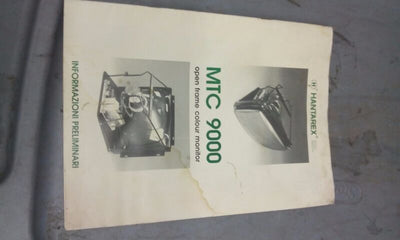 HANTAREX
MTC 9000
open frame colour monitor
INFORMAZIONI PRELIMINARI